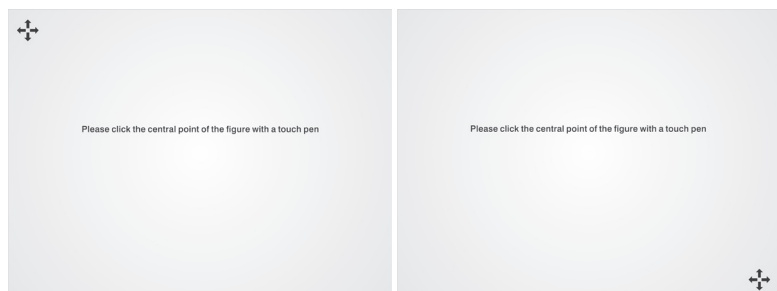 Please click the central point of the figure with a touch pen
Please click the central point of the figure with a touch pen